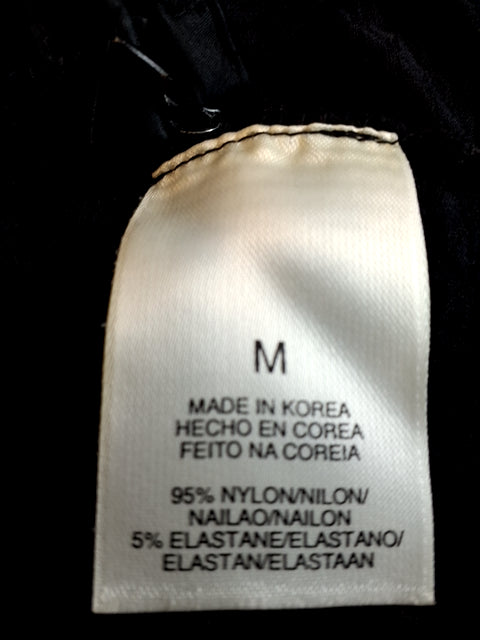 M
MADE IN KOREA
HECHO EN COREA
FEITO NA COREIA
95% NYLON/NILON/
NAILAO/NAILON
5% ELASTANE/ELASTANO/
ELASTAN/ELASTAAN